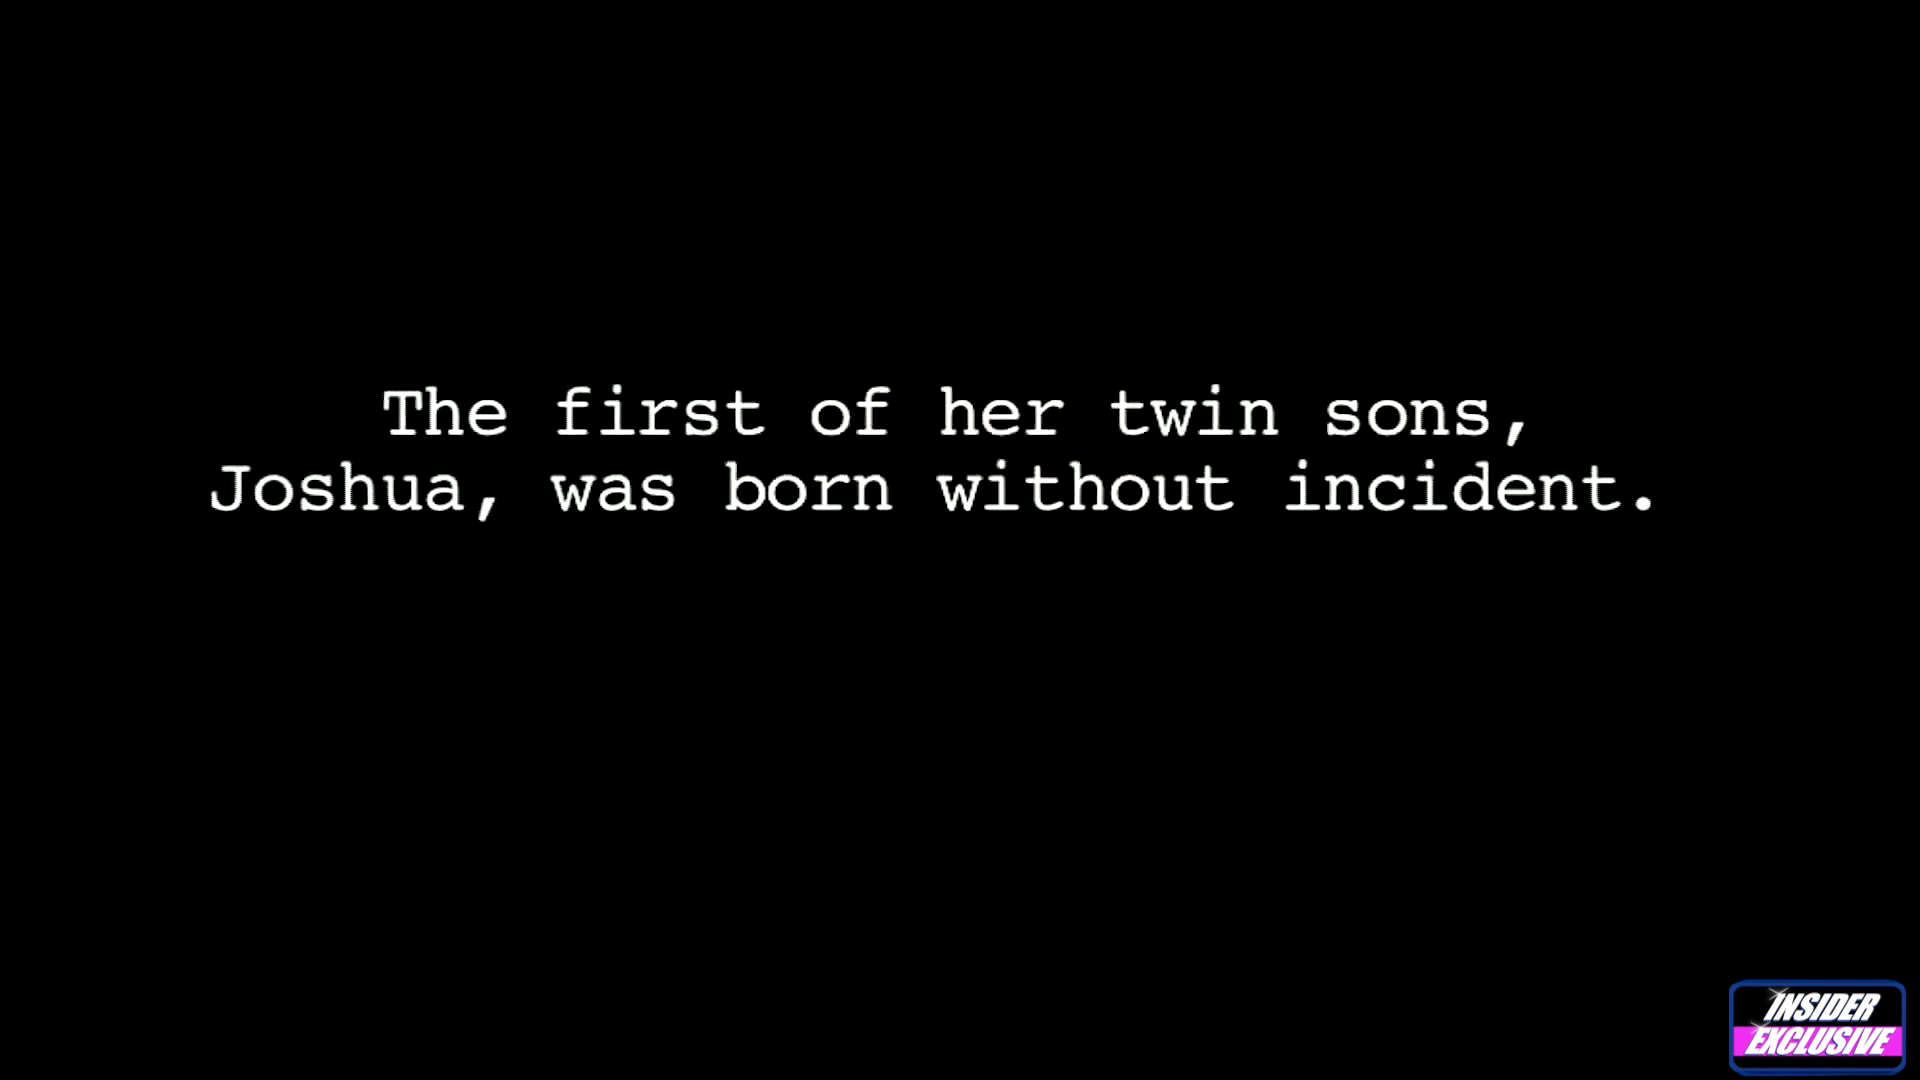 The first of her twin sons,
Joshua, was born without incident.
INSIDER
EXCLUSIVE